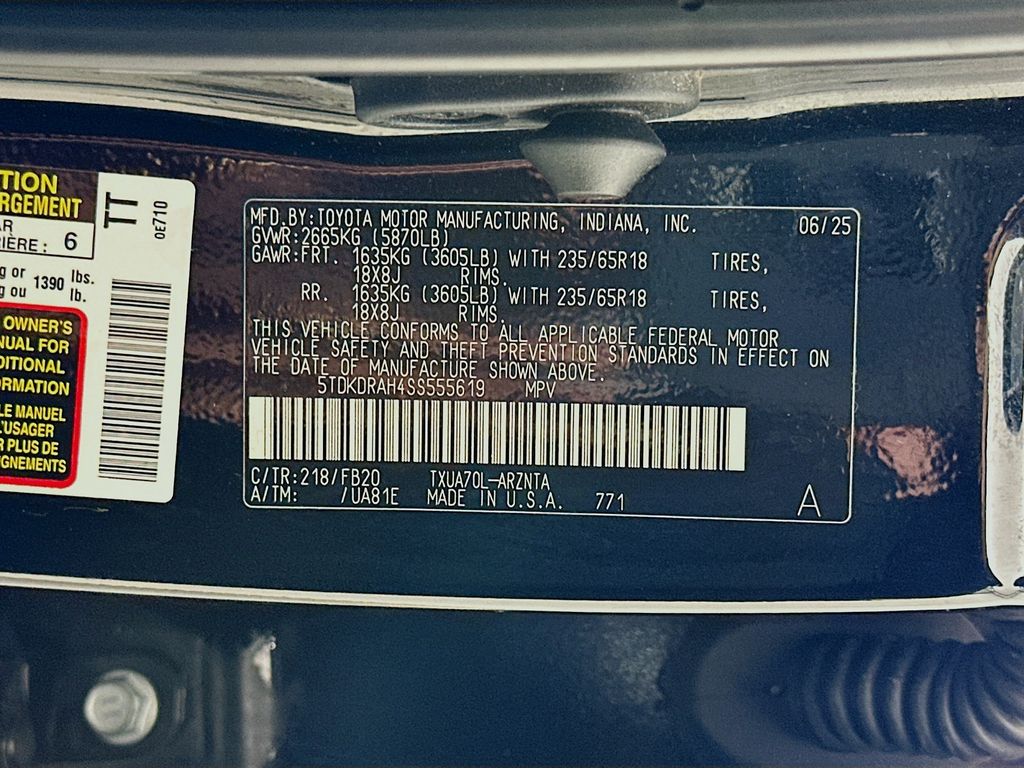 TION
RGEMENT
AR
RIÈRE : 6
g or 1390 lbs.
g ou lb.
OWNER'S
NUAL FOR
DITIONAL
ORMATION
LE MANUEL
'USAGER
R PLUS DE
IGNEMENTS
TT
0E710
MFD.BY:TOYOTA MOTOR MANUFACTURING, INDIANA, INC. 06/25
GVWR:2665KG (5870LB)
GAWR:FRT. 1635KG (3605LB) WITH 235/65R18 TIRES,
18X8J RIMS.
RR. 1635KG (3605LB) WITH 235/65R18 TIRES,
18X8J RIMS.
THIS VEHICLE CONFORMS TO ALL APPLICABLE FEDERAL MOTOR
VEHICLE SAFETY AND THEFT PREVENTION STANDARDS IN EFFECT ON
THE DATE OF MANUFACTURE SHOWN ABOVE.
5TDKDRAH4SS555619 MPV
C/TR:218/FB20 TXUA70L-ARZNTA
A/TM: /UA81E MADE IN U.S.A. 771
A